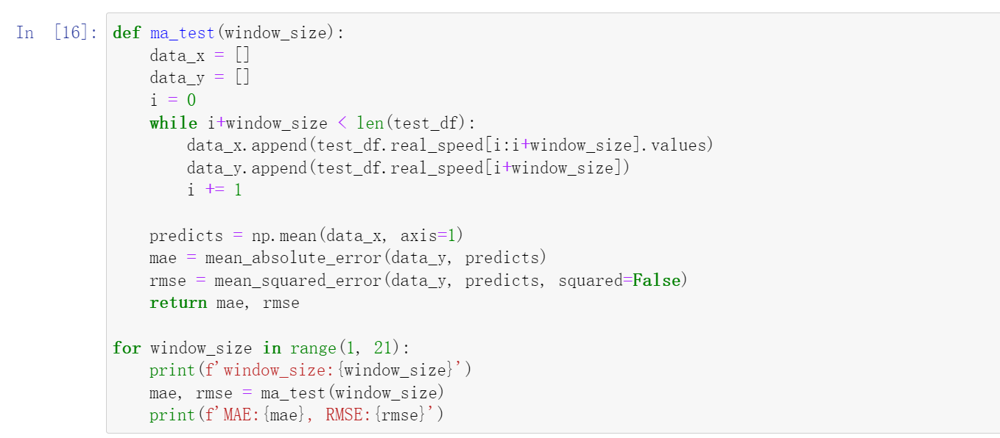 In [16]: def ma_test(window_size):
    data_x = []
    data_y = []
    i = 0
    while i+window_size < len(test_df):
        data_x.append(test_df.real_speed[i:i+window_size].values)
        data_y.append(test_df.real_speed[i+window_size])
        i += 1

    predicts = np.mean(data_x, axis=1)
    mae = mean_absolute_error(data_y, predicts)
    rmse = mean_squared_error(data_y, predicts, squared=False)
    return mae, rmse

for window_size in range(1, 21):
    print(f'window_size:{window_size}')
    mae, rmse = ma_test(window_size)
    print(f'MAE:{mae}, RMSE:{rmse}')